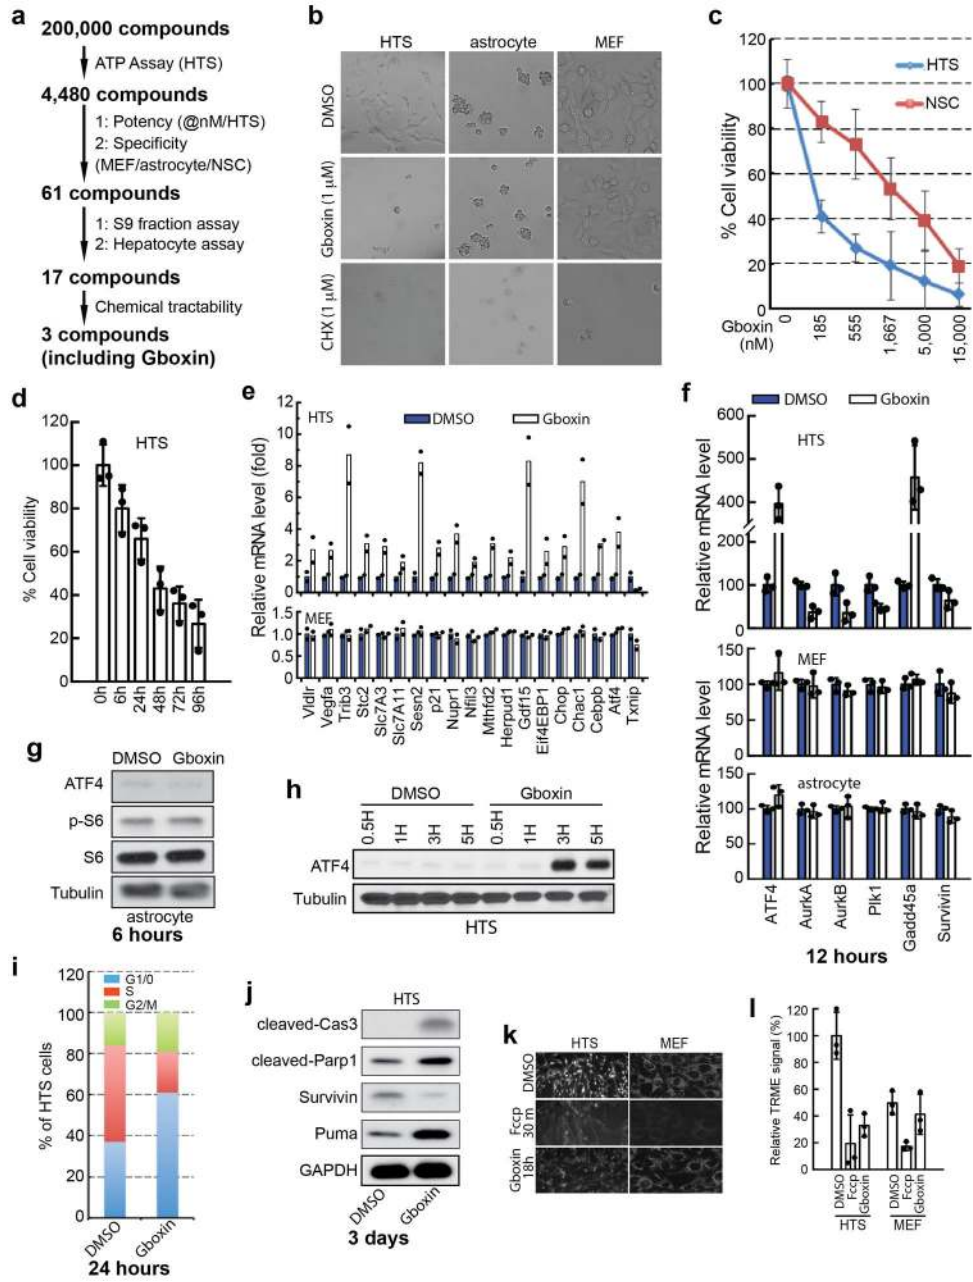 a
200,000 compounds
ATP Assay (HTS)
4,480 compounds
1: Potency (@nM/HTS)
2: Specificity
(MEF/astrocyte/NSC)
61 compounds
1: S9 fraction assay
2: Hepatocyte assay
17 compounds
Chemical tractability
3 compounds
(including Gboxin)
b
HTS astrocyte MEF
DMSO
Gboxin (1 μM)
CHX (1 μM)
c
% Cell viability
120
100
80
60
40
20
0
HTS
NSC
Gboxin
(nM)
0 185 555 1,667 5,000 15,000
d
HTS
% Cell viability
120
100
80
60
40
20
0
0h 6h 24h 48h 72h 96h
e
HTS
DMSO Gboxin
Relative mRNA level (fold)
12
10
8
6
4
2
0
MEF
1.5
1.0
0.5
0
Vldlr Vegfa Trib3 Stc2 Slc7A3 Slc7A11 Sesn2 p21 Nupr1 Nfil3 Mthfd2 Herpud1 Gdf15 Eif4EBP1 Chop Chac1 Cebpb Atf4 Txnip
f
DMSO Gboxin
HTS
Relative mRNA level
600
500
400
200
100
0
MEF
Relative mRNA level
150
100
50
0
astrocyte
Relative mRNA level
150
100
50
0
ATF4 AurkA AurkB Plk1 Gadd45a Survivin
12 hours
g
DMSO Gboxin
ATF4
p-S6
S6
Tubulin
astrocyte
6 hours
h
DMSO Gboxin
0.5H 1H 3H 5H 0.5H 1H 3H 5H
ATF4
Tubulin
HTS
i
% of HTS cells
120
100
80
60
40
20
0
G1/0
S
G2/M
DMSO Gboxin
24 hours
j
HTS
cleaved-Cas3
cleaved-Parp1
Survivin
Puma
GAPDH
DMSO Gboxin
3 days
k
HTS MEF
DMSO
Fccp
30 m
Gboxin
18h
l
Relative TRME signal (%)
120
100
80
60
40
20
0
DMSO Fccp Gboxin DMSO Fccp Gboxin
HTS MEF